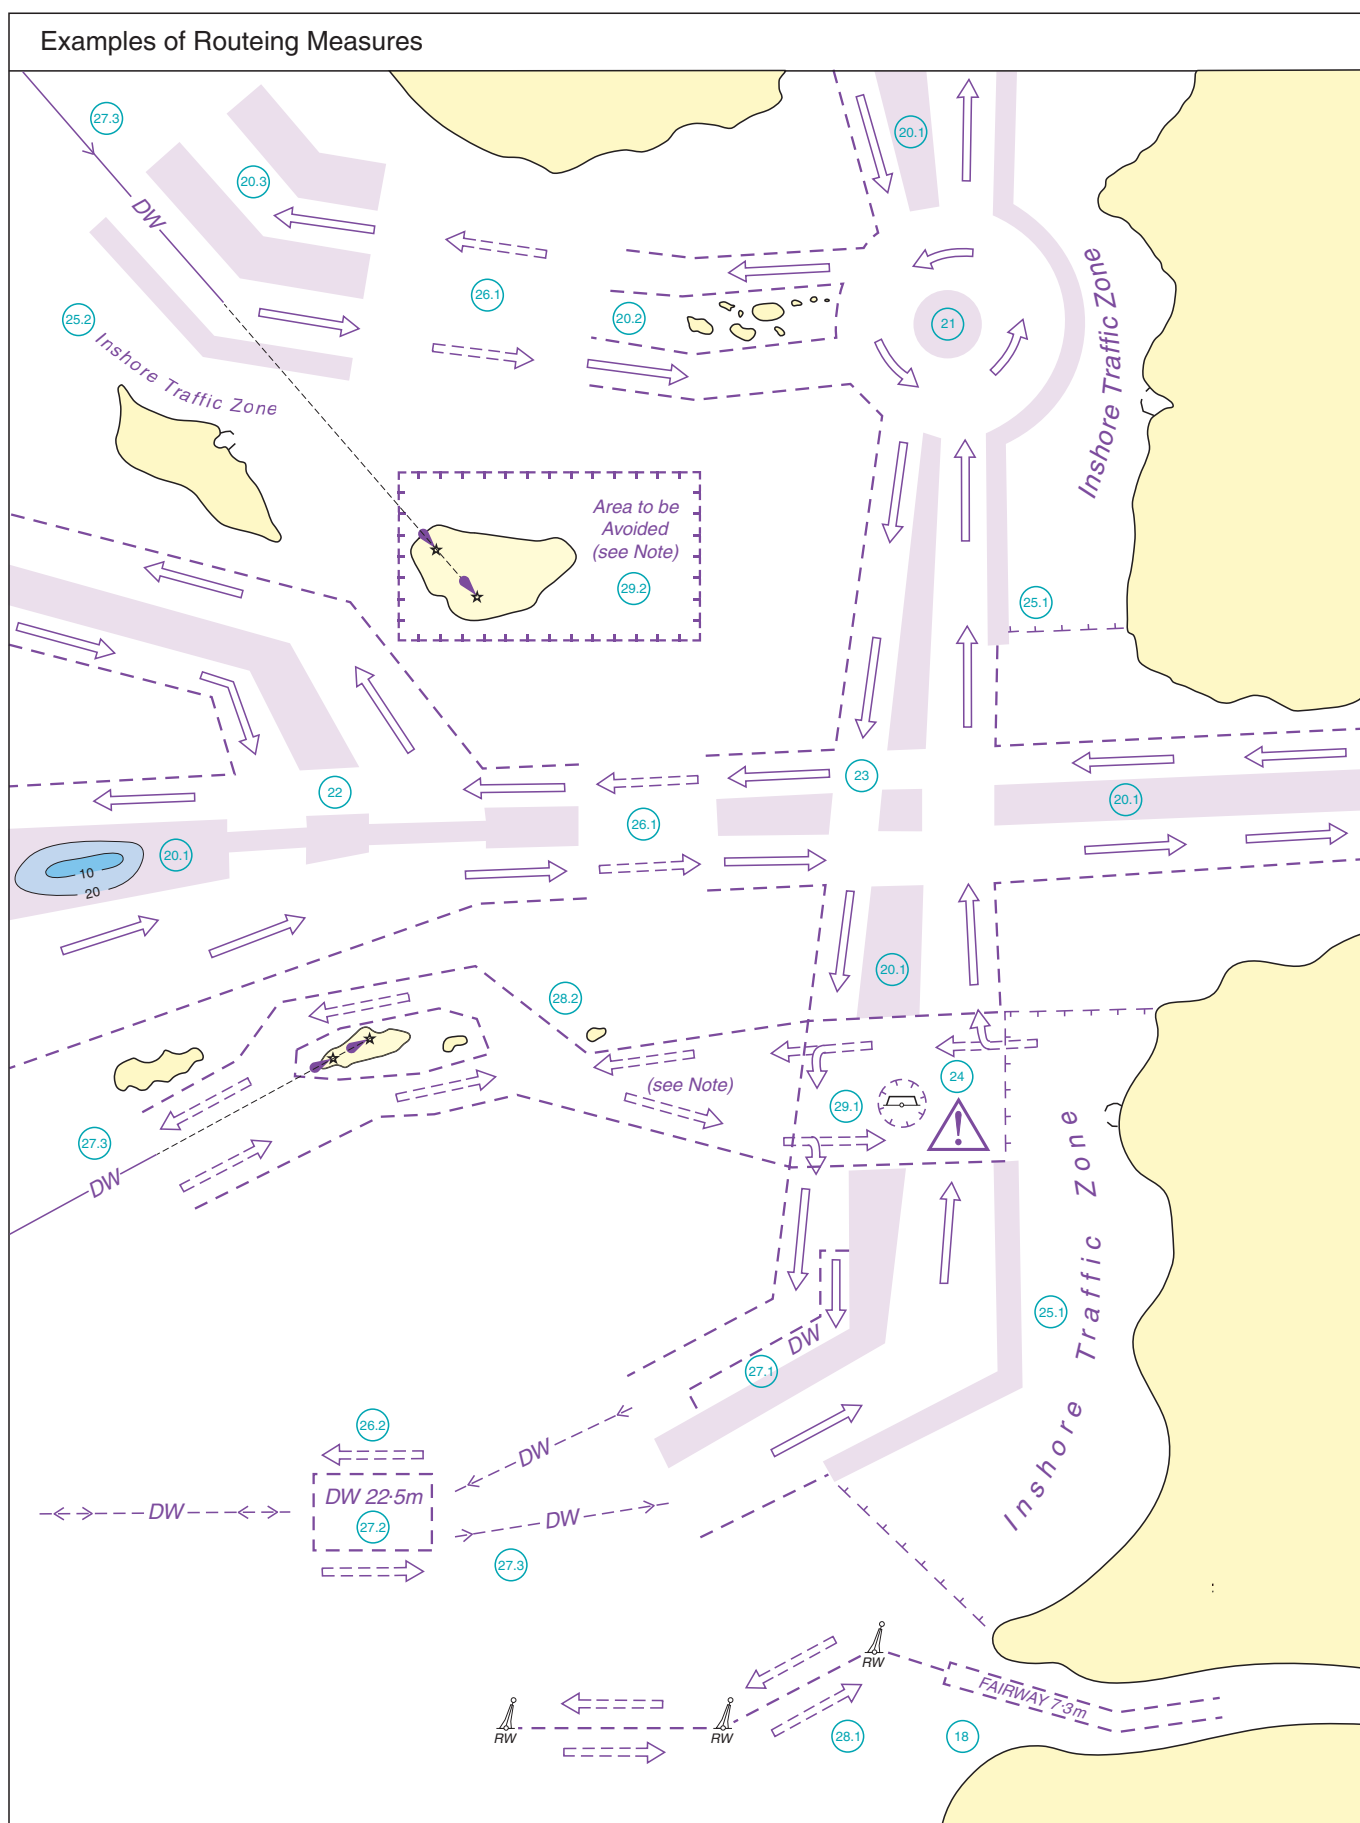 Examples of Routeing Measures
27.3
20.1
20.3
DW
26.1
20.2
21
25.2
Inshore Traffic Zone
Inshore Traffic Zone
Area to be
Avoided
(see Note)
29.2
25.1
22
23
20.1
26.1
20.1
10
20
20.1
28.2
(see Note)
24
29.1
27.3
DW
Inshore Traffic Zone
25.1
DW
27.1
26.2
DW
DW 22·5m
DW
27.2
DW
27.3
RW
FAIRWAY 7·3m
RW
RW
28.1
18